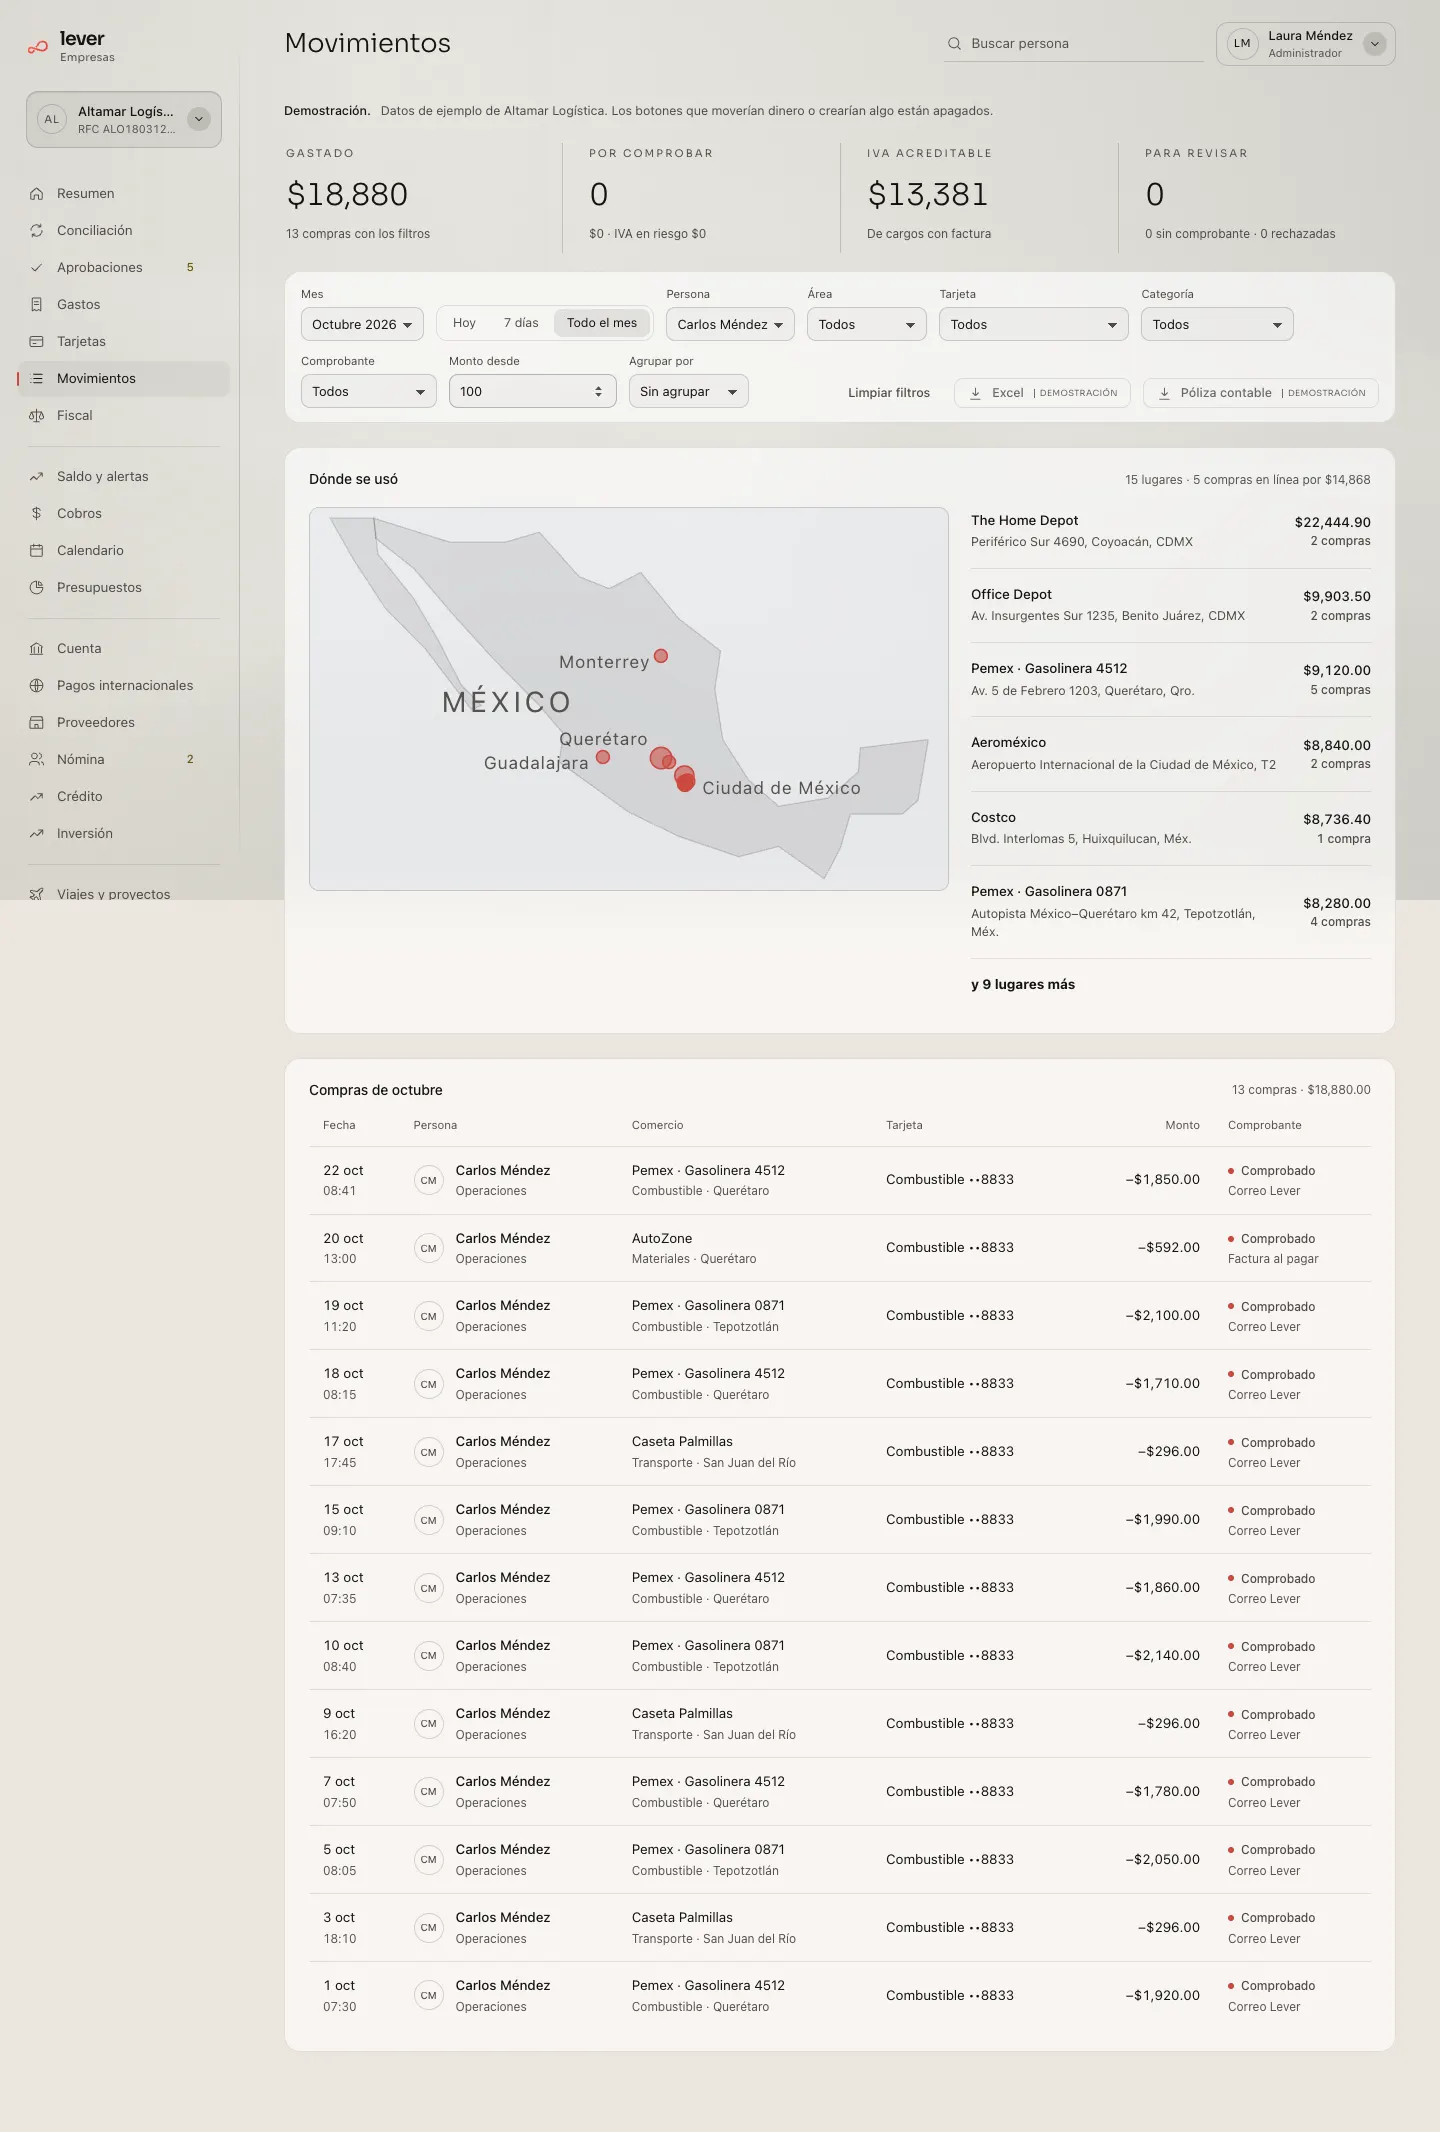 lever
Empresas
AL
Altamar Logís...
RFC ALO180312...
Resumen
Conciliación
Aprobaciones 5
Gastos
Tarjetas
Movimientos
Fiscal
Saldo y alertas
Cobros
Calendario
Presupuestos
Cuenta
Pagos internacionales
Proveedores
Nómina 2
Crédito
Inversión
Viajes y proyectos
Movimientos
Buscar persona
LM
Laura Méndez
Administrador
Demostración. Datos de ejemplo de Altamar Logística. Los botones que moverían dinero o crearían algo están apagados.
GASTADO
$18,880
13 compras con los filtros
POR COMPROBAR
0
$0 · IVA en riesgo $0
IVA ACREDITABLE
$13,381
De cargos con factura
PARA REVISAR
0
0 sin comprobante · 0 rechazadas
Mes
Octubre 2026
Hoy 7 días Todo el mes
Persona
Carlos Méndez
Área
Todos
Tarjeta
Todos
Categoría
Todos
Comprobante
Todos
Monto desde
100
Agrupar por
Sin agrupar
Limpiar filtros
Excel | DEMOSTRACIÓN
Póliza contable | DEMOSTRACIÓN
Dónde se usó
15 lugares · 5 compras en línea por $14,868
Monterrey
MÉXICO
Querétaro
Guadalajara
Ciudad de México
The Home Depot $22,444.90
Periférico Sur 4690, Coyoacán, CDMX 2 compras
Office Depot $9,903.50
Av. Insurgentes Sur 1235, Benito Juárez, CDMX 2 compras
Pemex · Gasolinera 4512 $9,120.00
Av. 5 de Febrero 1203, Querétaro, Qro. 5 compras
Aeroméxico $8,840.00
Aeropuerto Internacional de la Ciudad de México, T2 2 compras
Costco $8,736.40
Blvd. Interlomas 5, Huixquilucan, Méx. 1 compra
Pemex · Gasolinera 0871 $8,280.00
Autopista México–Querétaro km 42, Tepotzotlán, 4 compras
Méx.
y 9 lugares más
Compras de octubre 13 compras · $18,880.00
Fecha Persona Comercio Tarjeta Monto Comprobante
22 oct CM Carlos Méndez Pemex · Gasolinera 4512 Combustible ••8833 −$1,850.00 Comprobado
08:41 Operaciones Combustible · Querétaro Correo Lever
20 oct CM Carlos Méndez AutoZone Combustible ••8833 −$592.00 Comprobado
13:00 Operaciones Materiales · Querétaro Factura al pagar
19 oct CM Carlos Méndez Pemex · Gasolinera 0871 Combustible ••8833 −$2,100.00 Comprobado
11:20 Operaciones Combustible · Tepotzotlán Correo Lever
18 oct CM Carlos Méndez Pemex · Gasolinera 4512 Combustible ••8833 −$1,710.00 Comprobado
08:15 Operaciones Combustible · Querétaro Correo Lever
17 oct CM Carlos Méndez Caseta Palmillas Combustible ••8833 −$296.00 Comprobado
17:45 Operaciones Transporte · San Juan del Río Correo Lever
15 oct CM Carlos Méndez Pemex · Gasolinera 0871 Combustible ••8833 −$1,990.00 Comprobado
09:10 Operaciones Combustible · Tepotzotlán Correo Lever
13 oct CM Carlos Méndez Pemex · Gasolinera 4512 Combustible ••8833 −$1,860.00 Comprobado
07:35 Operaciones Combustible · Querétaro Correo Lever
10 oct CM Carlos Méndez Pemex · Gasolinera 0871 Combustible ••8833 −$2,140.00 Comprobado
08:40 Operaciones Combustible · Tepotzotlán Correo Lever
9 oct CM Carlos Méndez Caseta Palmillas Combustible ••8833 −$296.00 Comprobado
16:20 Operaciones Transporte · San Juan del Río Correo Lever
7 oct CM Carlos Méndez Pemex · Gasolinera 4512 Combustible ••8833 −$1,780.00 Comprobado
07:50 Operaciones Combustible · Querétaro Correo Lever
5 oct CM Carlos Méndez Pemex · Gasolinera 0871 Combustible ••8833 −$2,050.00 Comprobado
08:05 Operaciones Combustible · Tepotzotlán Correo Lever
3 oct CM Carlos Méndez Caseta Palmillas Combustible ••8833 −$296.00 Comprobado
18:10 Operaciones Transporte · San Juan del Río Correo Lever
1 oct CM Carlos Méndez Pemex · Gasolinera 4512 Combustible ••8833 −$1,920.00 Comprobado
07:30 Operaciones Combustible · Querétaro Correo Lever